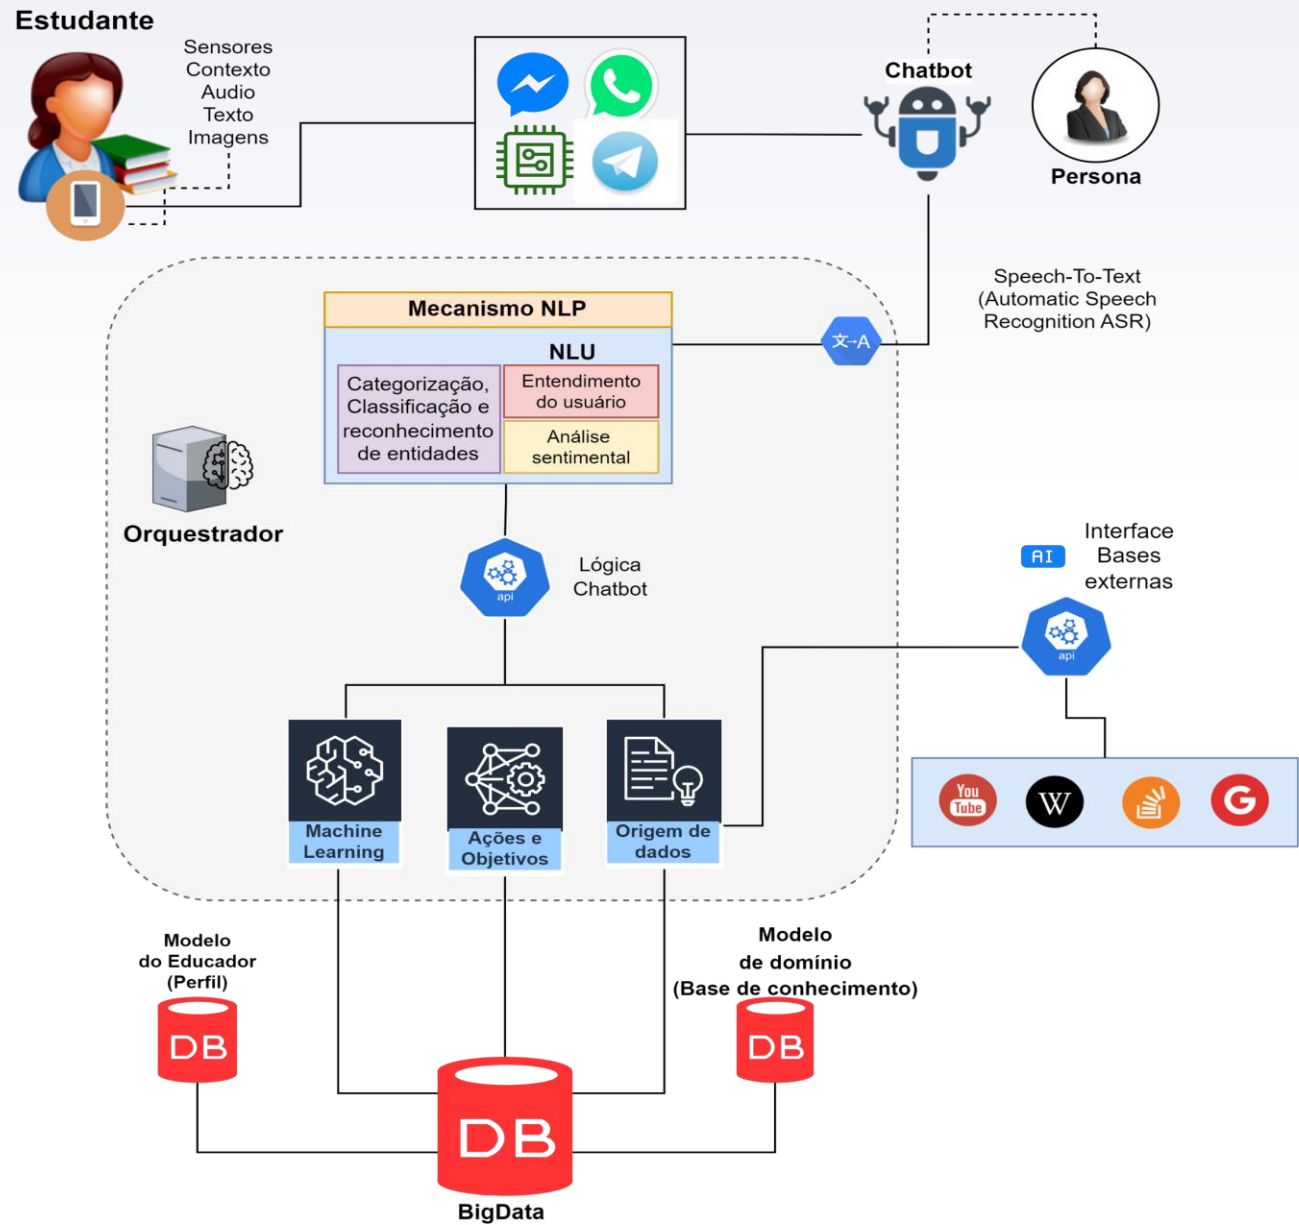 Estudante
Sensores
Contexto
Audio
Texto
Imagens
Chatbot
Persona
Speech-To-Text
(Automatic Speech
Recognition ASR)
Mecanismo NLP
文→A
NLU
Categorização,
Classificação e
reconhecimento
de entidades
Entendimento
do usuário
Análise
sentimental
Orquestrador
api
Lógica
Chatbot
AI
Interface
Bases
externas
api
You
Tube
W
G
Machine
Learning
Ações e
Objetivos
Origem de
dados
Modelo
do Educador
(Perfil)
DB
Modelo
de domínio
(Base de conhecimento)
DB
DB
BigData